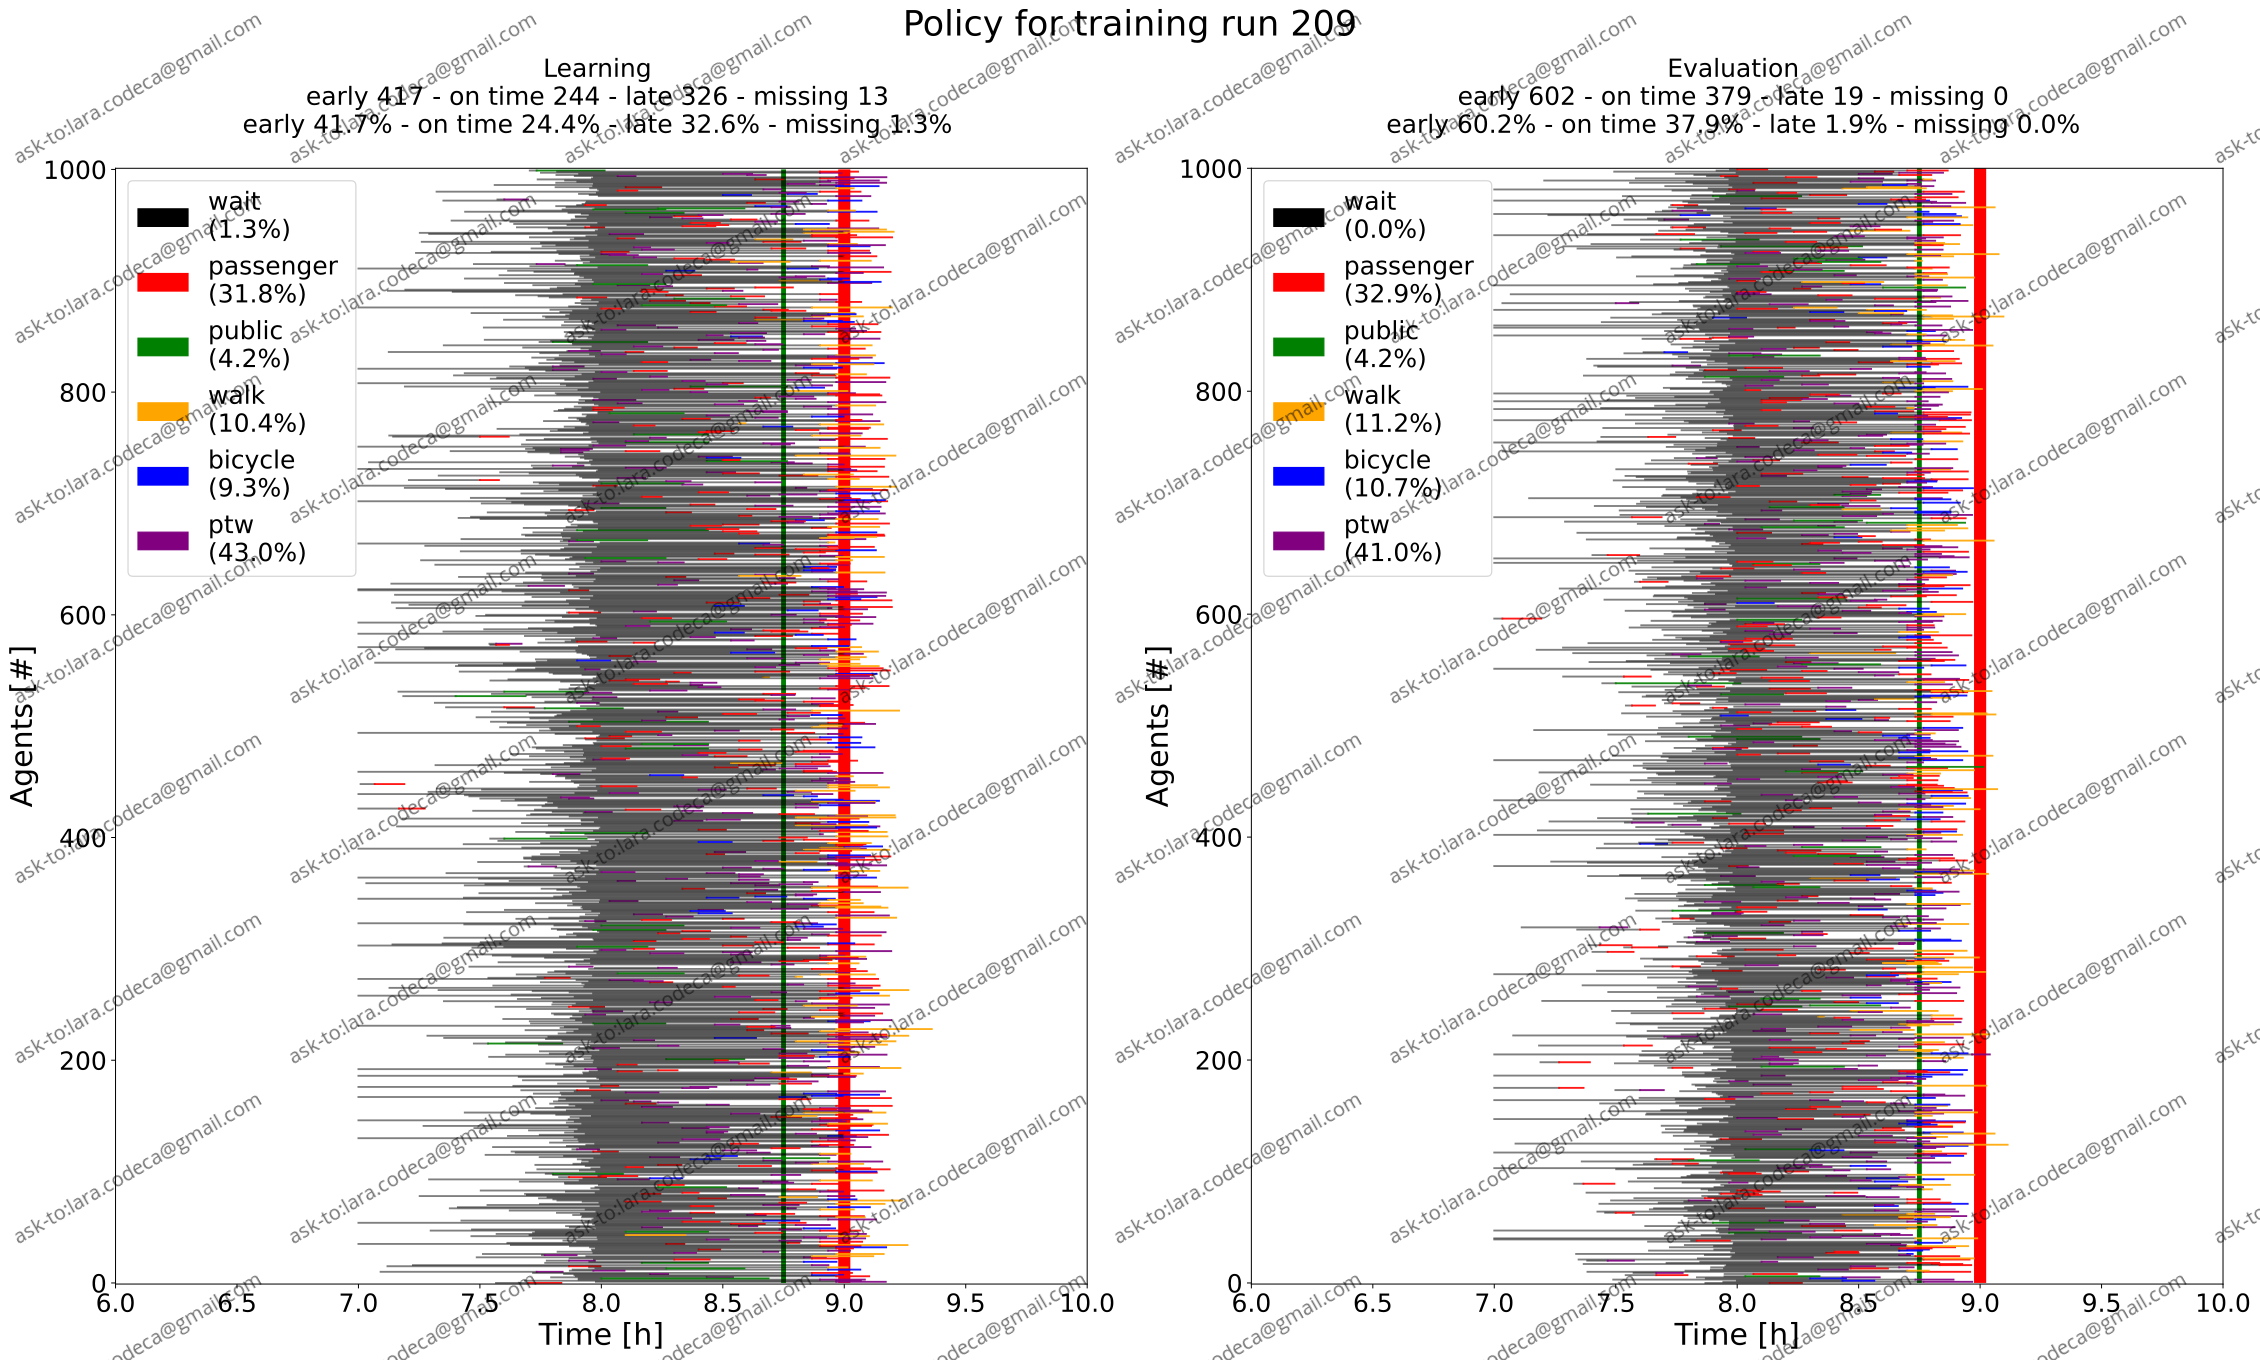 Policy for training run 209
Learning
early 417 - on time 244 - late 326 - missing 13
early 41.7% - on time 24.4% - late 32.6% - missing 1.3%
1000
800
600
400
200
0
Agents [#]
wait
(1.3%)
passenger
(31.8%)
public
(4.2%)
walk
(10.4%)
bicycle
(9.3%)
ptw
(43.0%)
6.0 6.5 7.0 7.5 8.0 8.5 9.0 9.5 10.0
Time [h]
Evaluation
early 602 - on time 379 - late 19 - missing 0
early 60.2% - on time 37.9% - late 1.9% - missing 0.0%
1000
800
600
400
200
0
Agents [#]
wait
(0.0%)
passenger
(32.9%)
public
(4.2%)
walk
(11.2%)
bicycle
(10.7%)
ptw
(41.0%)
6.0 6.5 7.0 7.5 8.0 8.5 9.0 9.5 10.0
Time [h]
ask-to:lara.codeca@gmail.com